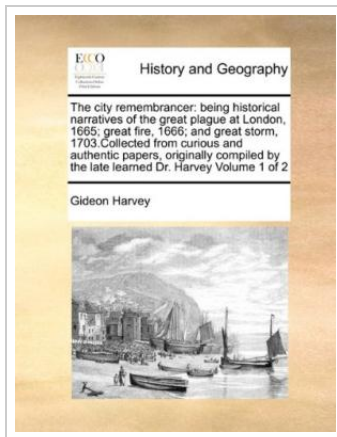 ECCO
History and Geography
The city remembrancer: being historical
narratives of the great plague at London,
1665; great fire, 1666; and great storm,
1703.Collected from curious and
authentic papers, originally compiled by
the late learned Dr. Harvey Volume 1 of 2
Gideon Harvey